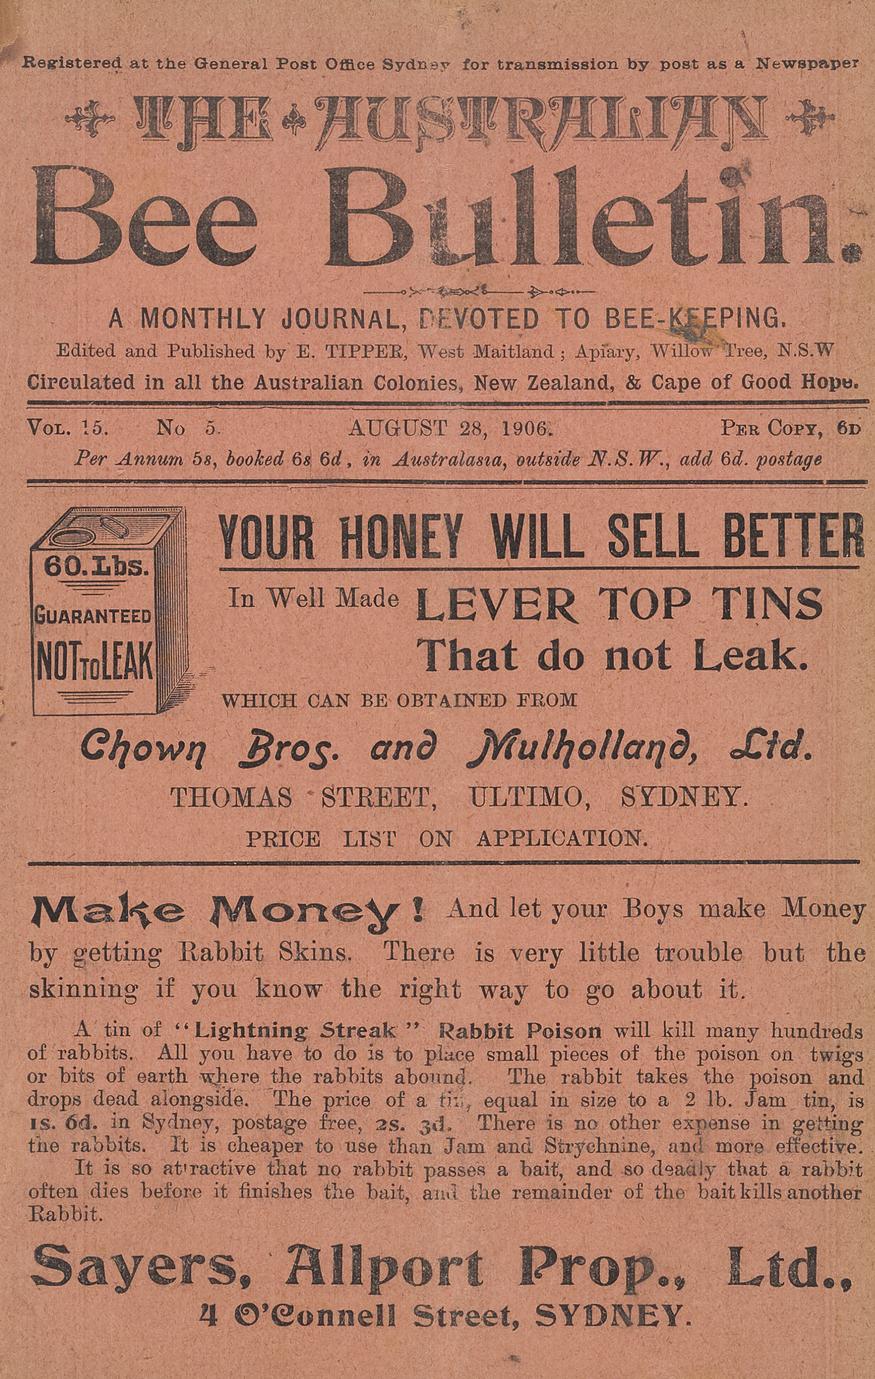 Registered at the General Post Office Sydney for transmission by post as a Newspaper
THE AUSTRALIAN
Bee Bulletin.
A MONTHLY JOURNAL, DEVOTED TO BEE-KEEPING.
Edited and Published by E. TIPPER, West Maitland; Apiary, Willow Tree, N.S.W
Circulated in all the Australian Colonies, New Zealand, & Cape of Good Hope.
VOL. 15. No 5. AUGUST 28, 1906. PER COPY, 6D
Per Annum 5s, booked 6s 6d, in Australasia, outside N.S.W., add 6d. postage
60. Lbs.
GUARANTEED
NOT TO LEAK
YOUR HONEY WILL SELL BETTER
In Well Made LEVER TOP TINS
That do not Leak.
WHICH CAN BE OBTAINED FROM
Chown Bros. and Mulholland, Ltd.
THOMAS STREET, ULTIMO, SYDNEY.
PRICE LIST ON APPLICATION.
Make Money! And let your Boys make Money
by getting Rabbit Skins. There is very little trouble but the
skinning if you know the right way to go about it.
A tin of "Lightning Streak" Rabbit Poison will kill many hundreds
of rabbits. All you have to do is to place small pieces of the poison on twigs
or bits of earth where the rabbits abound. The rabbit takes the poison and
drops dead alongside. The price of a tin, equal in size to a 2 lb. Jam tin, is
1s. 6d. in Sydney, postage free, 2s. 3d. There is no other expense in getting
the rabbits. It is cheaper to use than Jam and Strychnine, and more effective.
It is so attractive that no rabbit passes a bait, and so deadly that a rabbit
often dies before it finishes the bait, and the remainder of the bait kills another
Rabbit.
Sayers, Allport Prop., Ltd.,
4 O'Connell Street, SYDNEY.